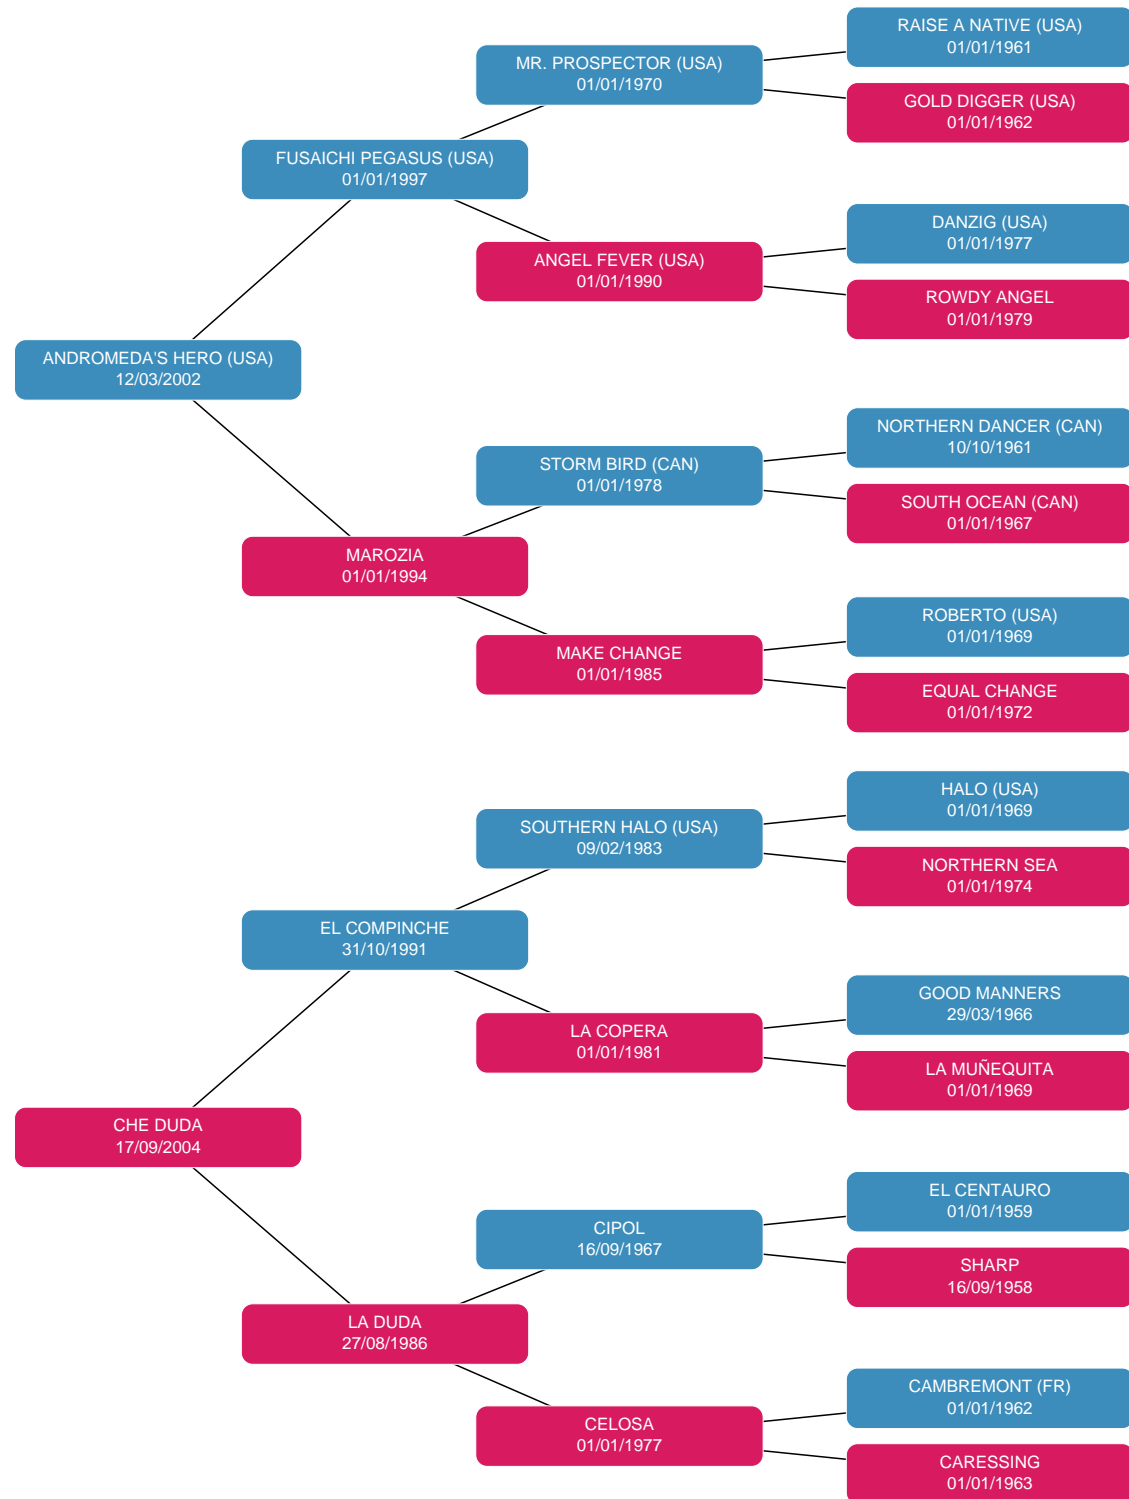 RAISE A NATIVE (USA)
01/01/1961
MR. PROSPECTOR (USA)
01/01/1970
GOLD DIGGER (USA)
01/01/1962
FUSAICHI PEGASUS (USA)
01/01/1997
DANZIG (USA)
01/01/1977
ANGEL FEVER (USA)
01/01/1990
ROWDY ANGEL
01/01/1979
ANDROMEDA'S HERO (USA)
12/03/2002
NORTHERN DANCER (CAN)
10/10/1961
STORM BIRD (CAN)
01/01/1978
SOUTH OCEAN (CAN)
01/01/1967
MAROZIA
01/01/1994
ROBERTO (USA)
01/01/1969
MAKE CHANGE
01/01/1985
EQUAL CHANGE
01/01/1972
HALO (USA)
01/01/1969
SOUTHERN HALO (USA)
09/02/1983
NORTHERN SEA
01/01/1974
EL COMPINCHE
31/10/1991
GOOD MANNERS
29/03/1966
LA COPERA
01/01/1981
LA MUÑEQUITA
01/01/1969
CHE DUDA
17/09/2004
EL CENTAURO
01/01/1959
CIPOL
16/09/1967
SHARP
16/09/1958
LA DUDA
27/08/1986
CAMBREMONT (FR)
01/01/1962
CELOSA
01/01/1977
CARESSING
01/01/1963